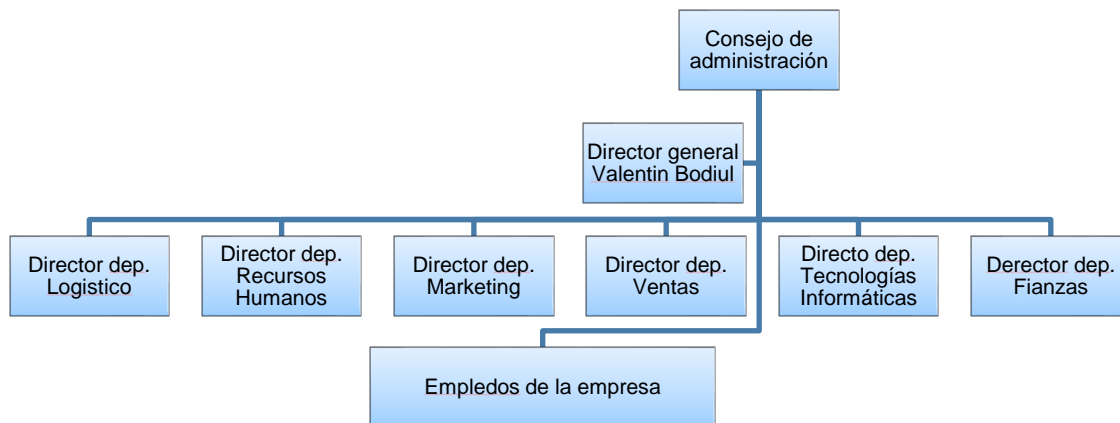 Consejo de
administración
Director general
Valentin Bodiul
Director dep.
Logistico
Director dep.
Recursos
Humanos
Director dep.
Marketing
Director dep.
Ventas
Directo dep.
Tecnologías
Informáticas
Derector dep.
Fianzas
Empledos de la empresa